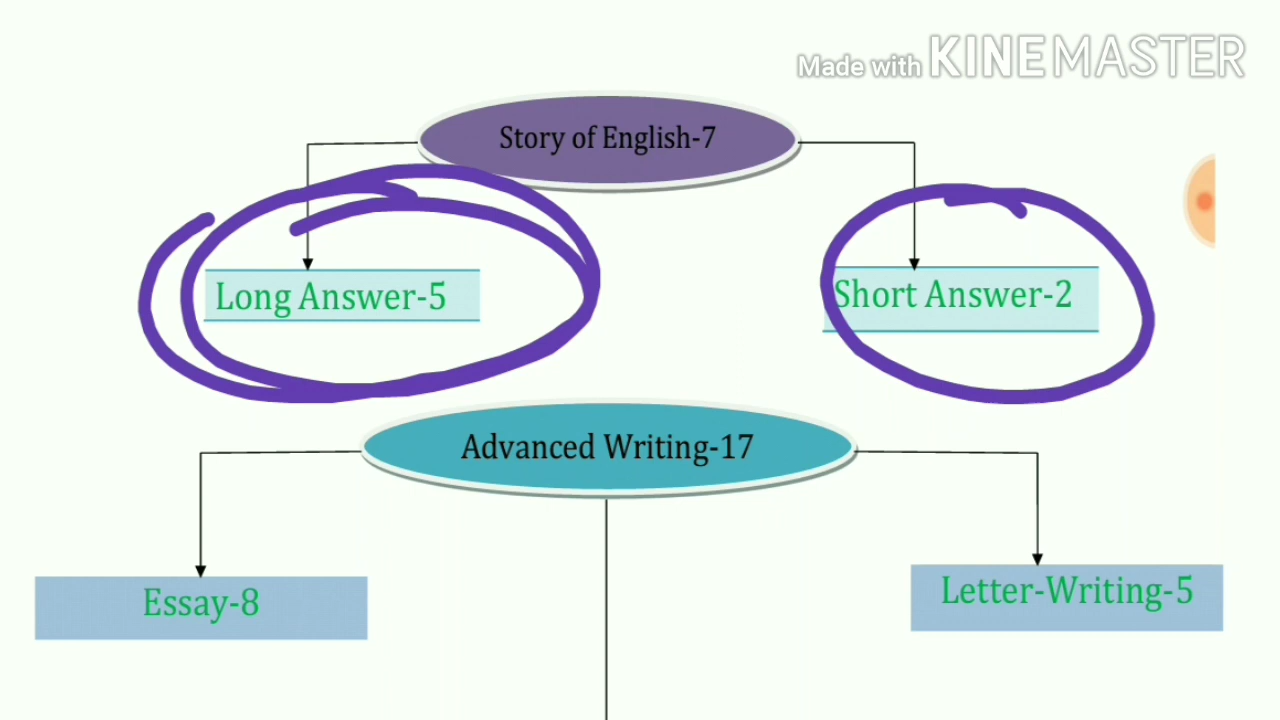 Made with KINEMASTER
Story of English-7
Long Answer-5
Short Answer-2
Advanced Writing-17
Essay-8
Letter-Writing-5